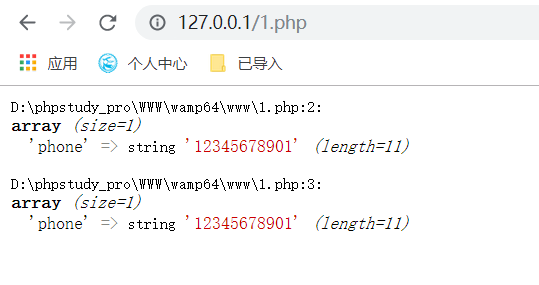 127.0.0.1/1.php
应用 个人中心 已导入
D:\phpstudy_pro\WWW\wamp64\www\1.php:2:
array (size=1)
'phone' => string '12345678901' (length=11)
D:\phpstudy_pro\WWW\wamp64\www\1.php:3:
array (size=1)
'phone' => string '12345678901' (length=11)